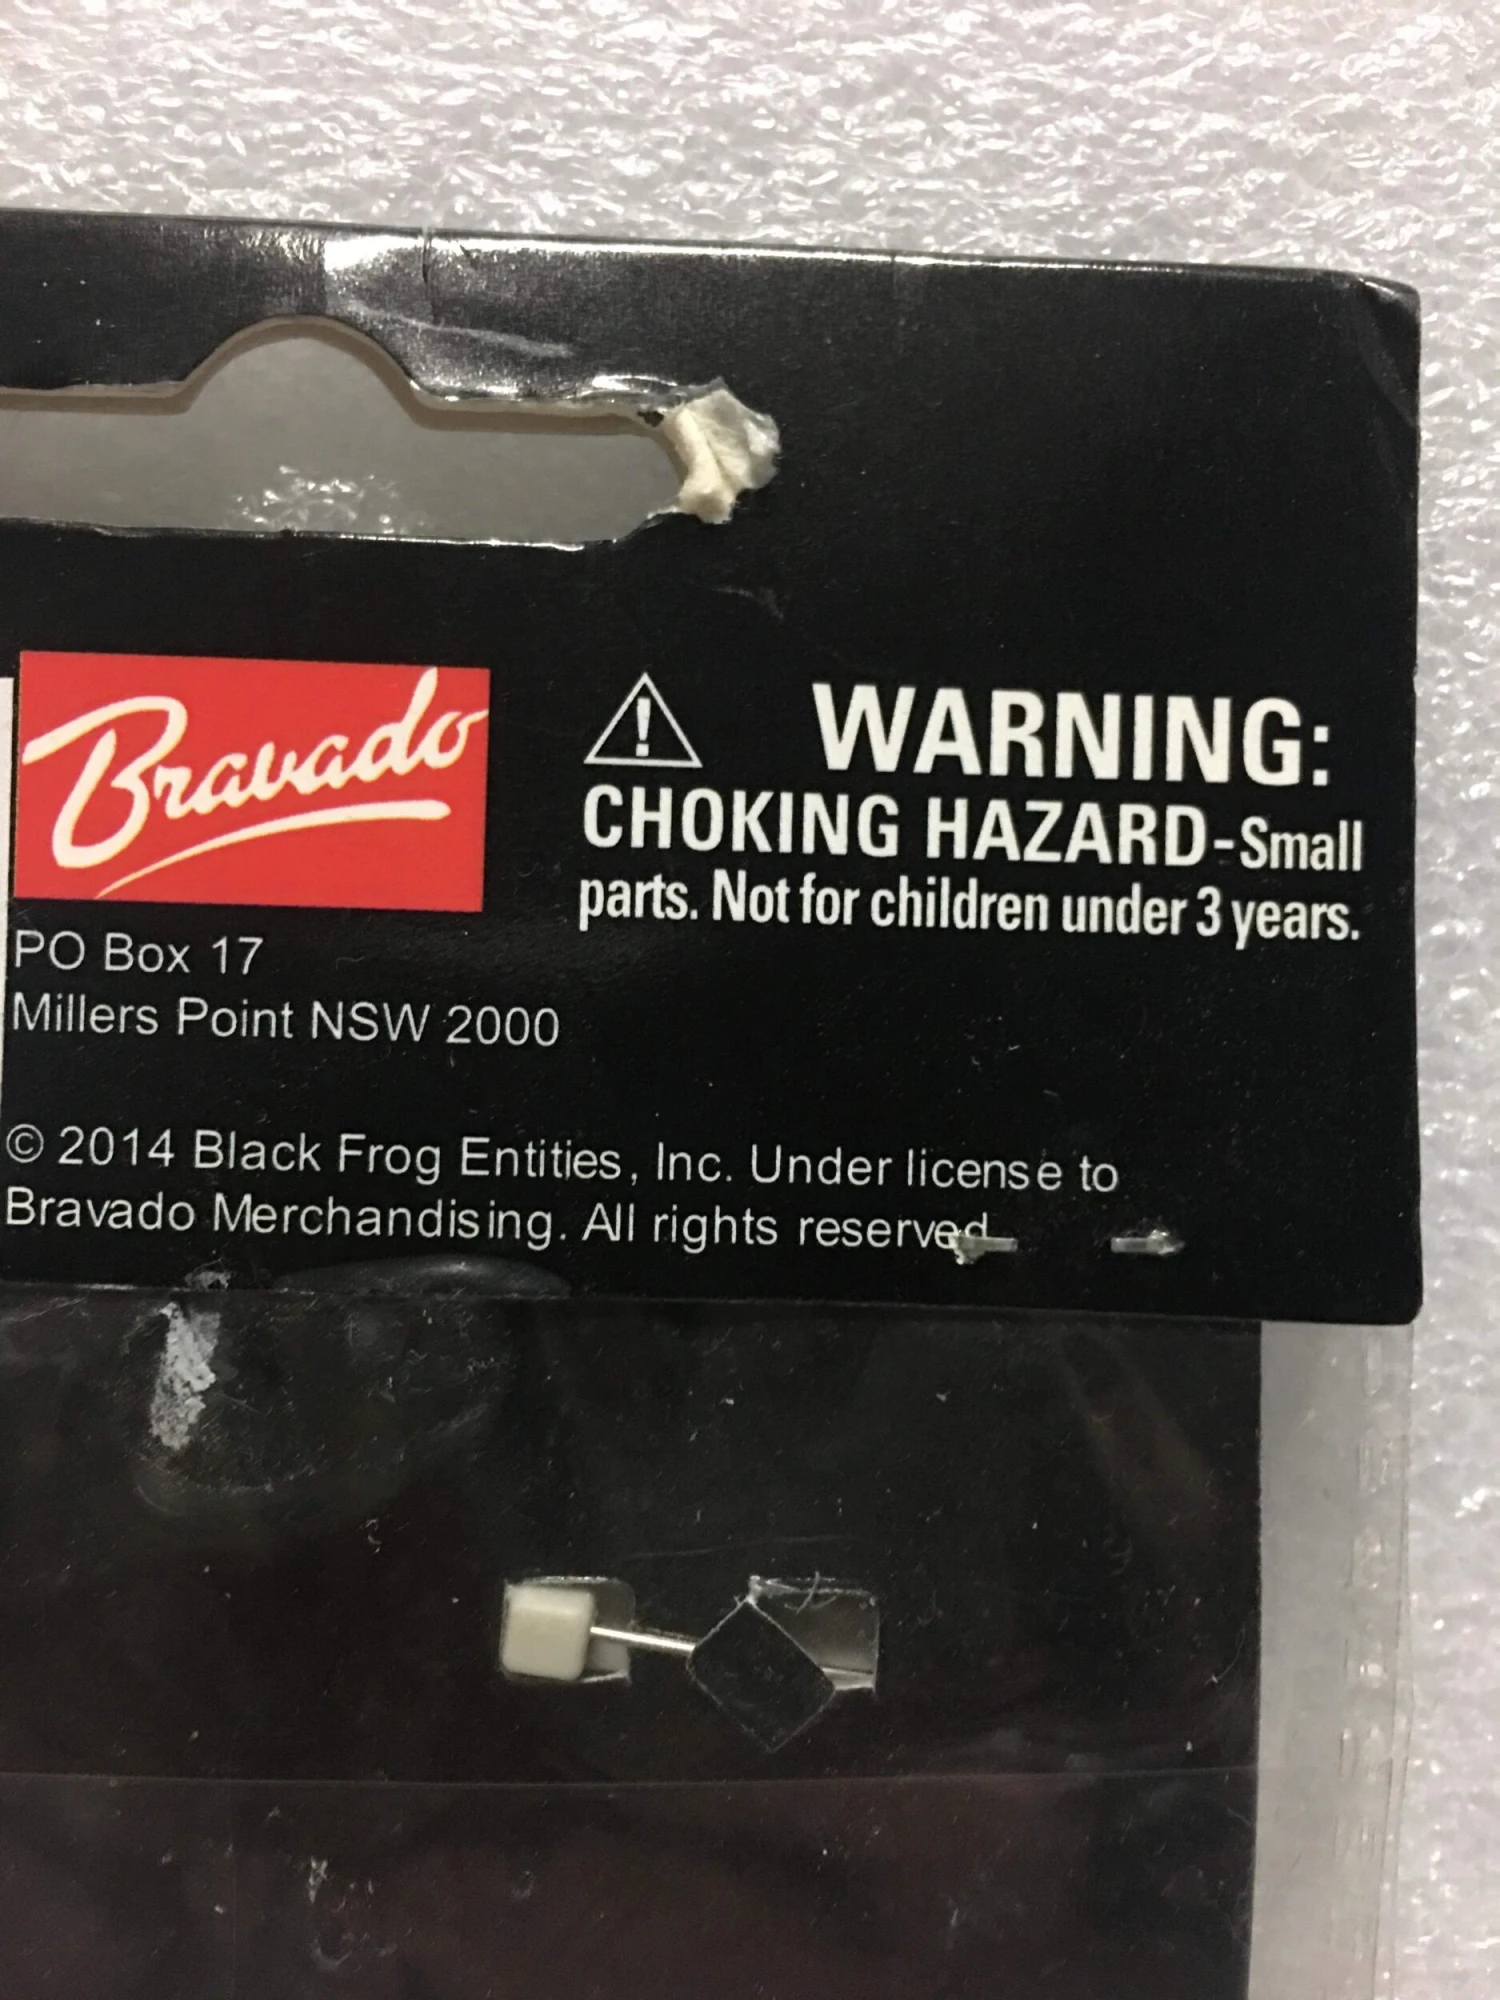 Bravado
WARNING:
CHOKING HAZARD-Small
parts. Not for children under 3 years.
PO Box 17
Millers Point NSW 2000
© 2014 Black Frog Entities, Inc. Under license to
Bravado Merchandising. All rights reserved